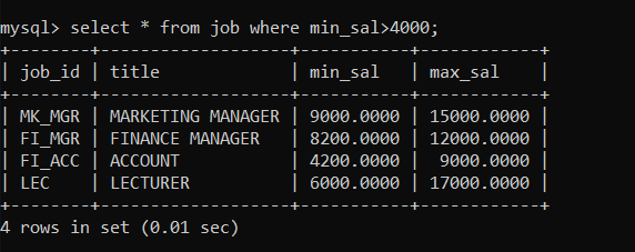 mysql> select * from job where min_sal>4000;
+--------+-------------------+-----------+------------+
| job_id | title             | min_sal   | max_sal    |
+--------+-------------------+-----------+------------+
| MK_MGR | MARKETING MANAGER | 9000.0000 | 15000.0000 |
| FI_MGR | FINANCE MANAGER   | 8200.0000 | 12000.0000 |
| FI_ACC | ACCOUNT           | 4200.0000 |  9000.0000 |
| LEC    | LECTURER          | 6000.0000 | 17000.0000 |
+--------+-------------------+-----------+------------+
4 rows in set (0.01 sec)